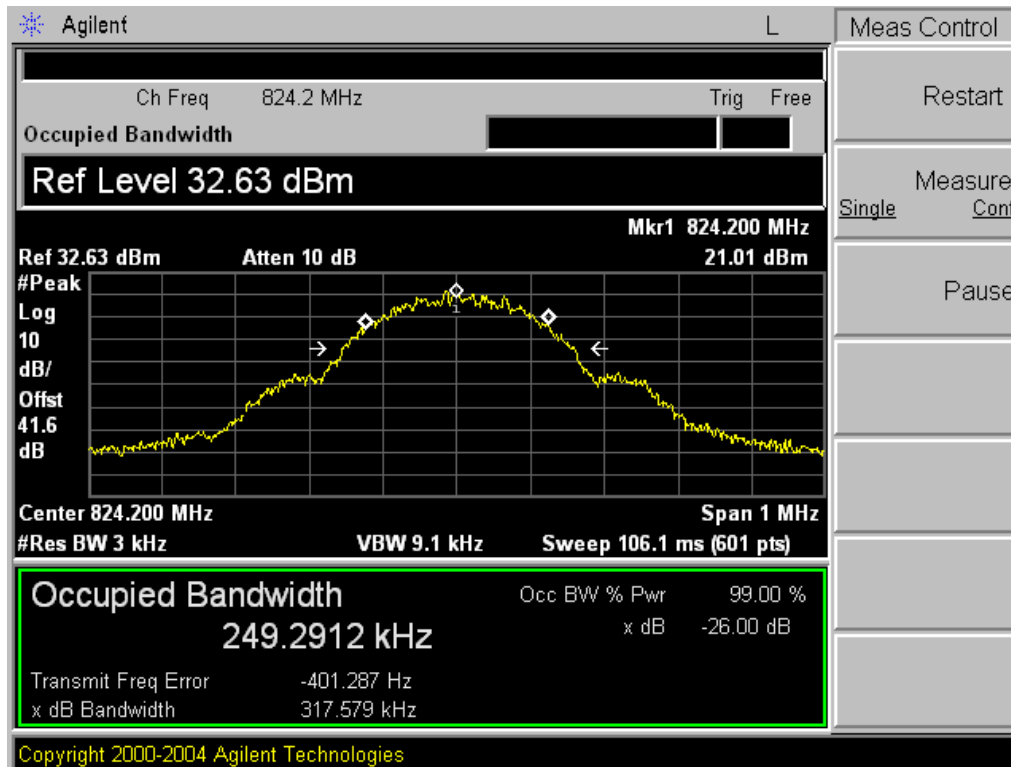 Agilent L Meas Control
Ch Freq 824.2 MHz Trig Free
Occupied Bandwidth
Ref Level 32.63 dBm
Mkr1 824.200 MHz
Ref 32.63 dBm Atten 10 dB 21.01 dBm
#Peak
Log
10
dB/
Offst
41.6
dB
1
Center 824.200 MHz Span 1 MHz
#Res BW 3 kHz VBW 9.1 kHz Sweep 106.1 ms (601 pts)
Occupied Bandwidth Occ BW % Pwr 99.00 %
249.2912 kHz x dB -26.00 dB
Transmit Freq Error -401.287 Hz
x dB Bandwidth 317.579 kHz
Copyright 2000-2004 Agilent Technologies
Restart
Measure
Single Cont
Pause